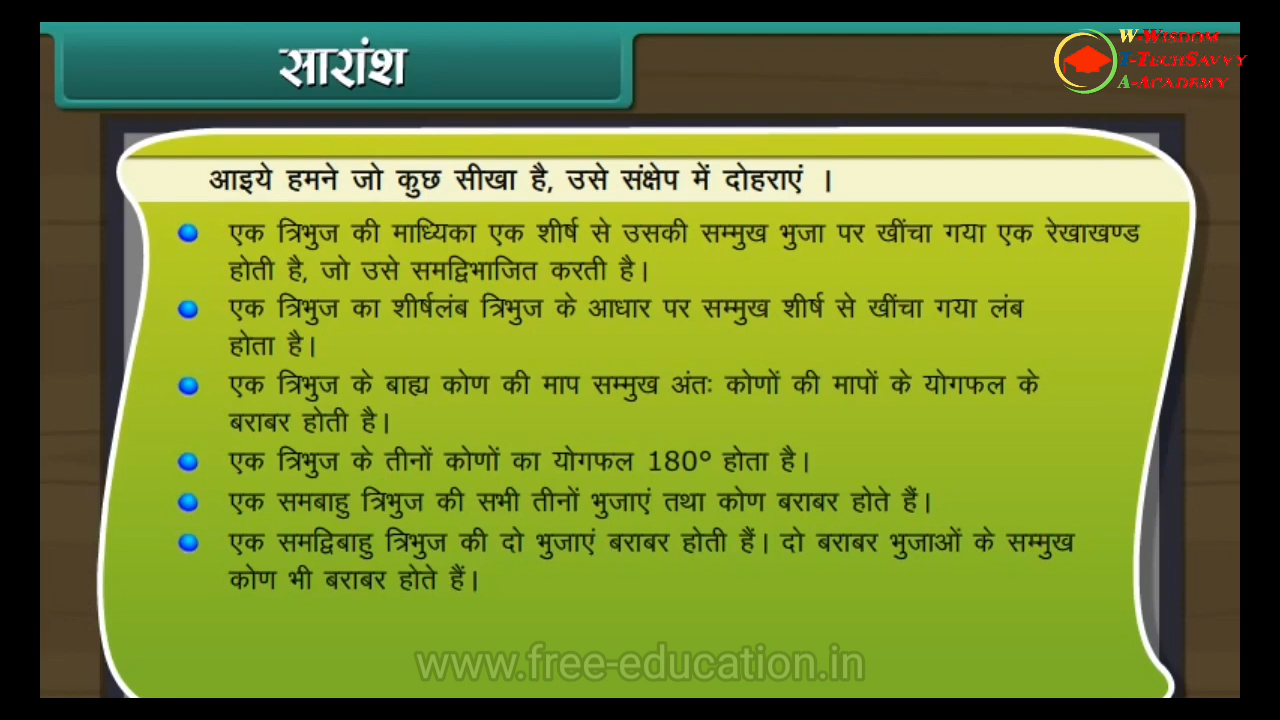 सारांश
W-Wisdom
T-TechSavvy
A-Academy
आइये हमने जो कुछ सीखा है, उसे संक्षेप में दोहराएं ।
एक त्रिभुज की माध्यिका एक शीर्ष से उसकी सम्मुख भुजा पर खींचा गया एक रेखाखण्ड
होती है, जो उसे समद्विभाजित करती है।
एक त्रिभुज का शीर्षलंब त्रिभुज के आधार पर सम्मुख शीर्ष से खींचा गया लंब
होता है।
एक त्रिभुज के बाह्य कोण की माप सम्मुख अंतः कोणों की मापों के योगफल के
बराबर होती है।
एक त्रिभुज के तीनों कोणों का योगफल 180° होता है।
एक समबाहु त्रिभुज की सभी तीनों भुजाएं तथा कोण बराबर होते हैं।
एक समद्विबाहु त्रिभुज की दो भुजाएं बराबर होती हैं। दो बराबर भुजाओं के सम्मुख
कोण भी बराबर होते हैं।
www.free-education.in